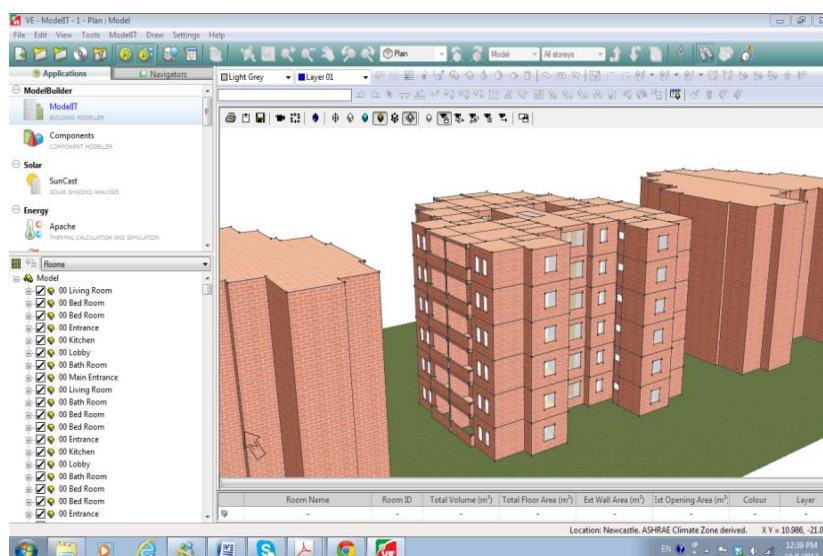 VE - ModelIT - 1 - Plan : Model
File Edit View Tools ModelIT Draw Settings Help
Plan Model All storeys
Applications Navigators
Light Grey Layer 01
ModelBuilder
ModelIT
BUILDING MODELLER
Components
COMPONENT MODELLER
Solar
SunCast
SOLAR SHADING ANALYSIS
Energy
Apache
THERMAL CALCULATION AND SIMULATION
Rooms
Model
00 Living Room
00 Bed Room
00 Bed Room
00 Entrance
00 Kitchen
00 Lobby
00 Bath Room
00 Main Entrance
00 Living Room
00 Bath Room
00 Bed Room
00 Bed Room
00 Entrance
00 Kitchen
00 Lobby
00 Bath Room
00 Bed Room
00 Bed Room
00 Entrance
Room Name Room ID Total Volume (m³) Total Floor Area (m²) Ext Wall Area (m²) Ext Opening Area (m² Colour Layer
- - - - - - - -
Location: Newcastle. ASHRAE Climate Zone derived. X Y = 10.986, -21.0
EN 12:39 PM